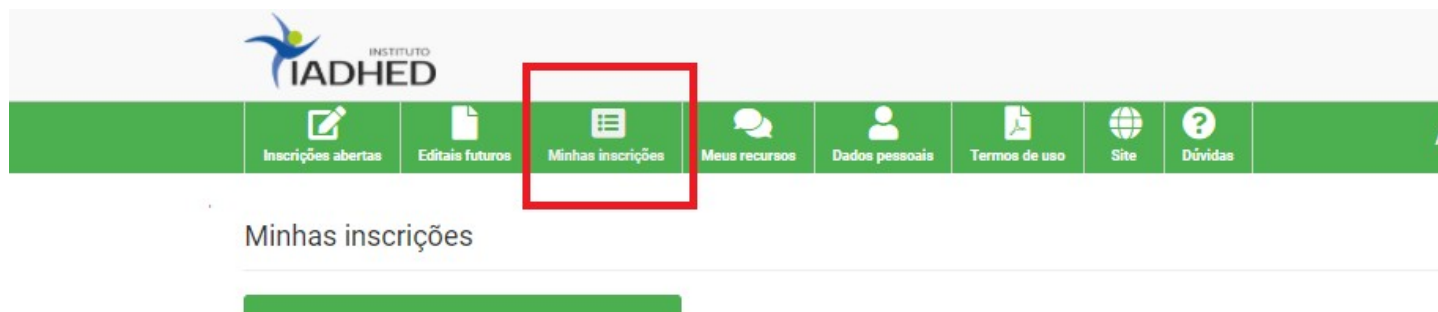 INSTITUTO
IADHED
Inscrições abertas
Editais futuros
Minhas inscrições
Meus recursos
Dados pessoais
Termos de uso
Site
Dúvidas
Minhas inscrições